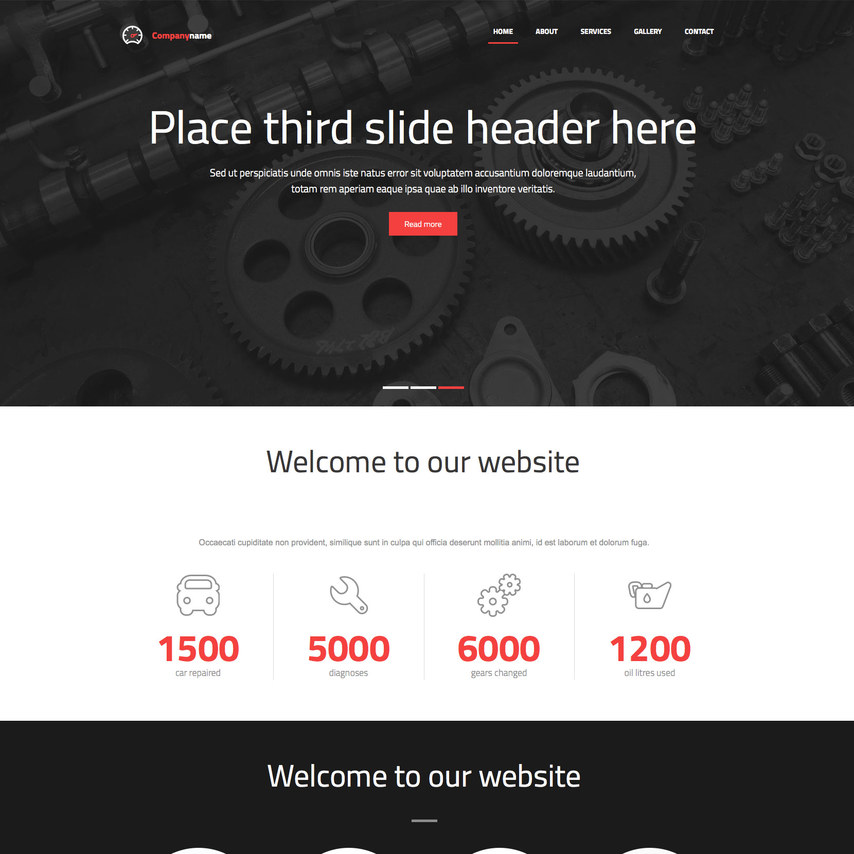 Companyname
HOME ABOUT SERVICES GALLERY CONTACT
Place third slide header here
Sed ut perspiciatis unde omnis iste natus error sit voluptatem accusantium doloremque laudantium,
totam rem aperiam eaque ipsa quae ab illo inventore veritatis.
Read more
Welcome to our website
Occaecati cupiditate non provident, similique sunt in culpa qui officia deserunt mollitia animi, id est laborum et dolorum fuga.
1500 5000 6000 1200
car repaired diagnoses gears changed oil litres used
Welcome to our website